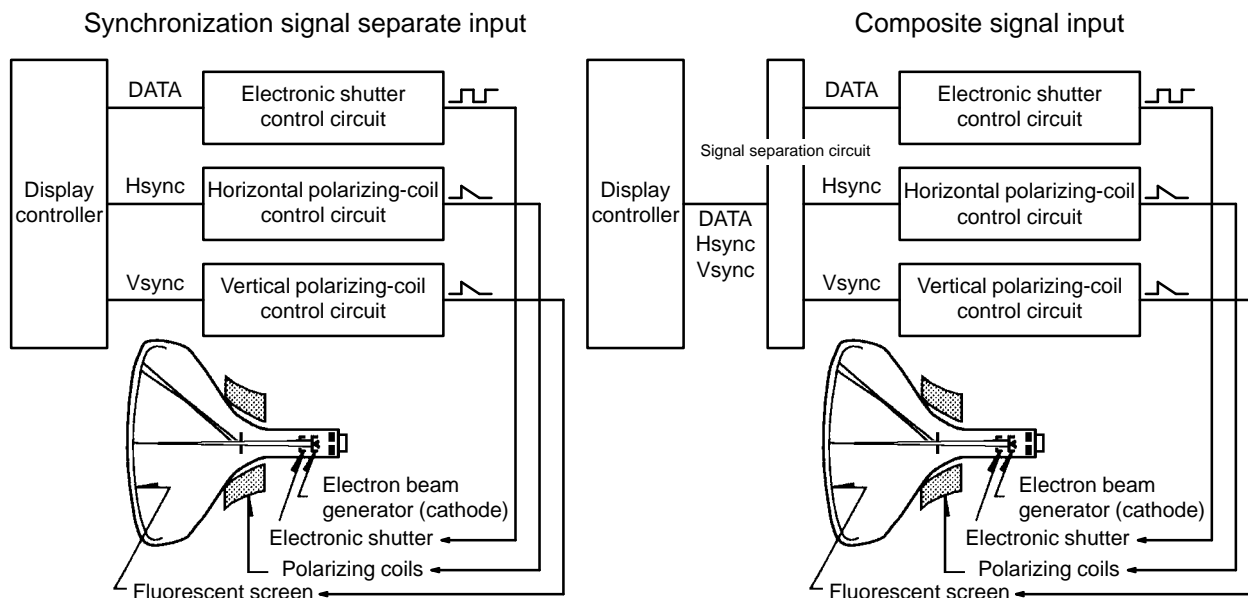 Synchronization signal separate input
DATA
Electronic shutter
control circuit
Display
controller
Hsync
Horizontal polarizing-coil
control circuit
Vsync
Vertical polarizing-coil
control circuit
Electron beam
generator (cathode)
Electronic shutter
Polarizing coils
Fluorescent screen
Composite signal input
DATA
Electronic shutter
control circuit
Signal separation circuit
Display
controller
DATA
Hsync
Vsync
Hsync
Horizontal polarizing-coil
control circuit
Vsync
Vertical polarizing-coil
control circuit
Electron beam
generator (cathode)
Electronic shutter
Polarizing coils
Fluorescent screen